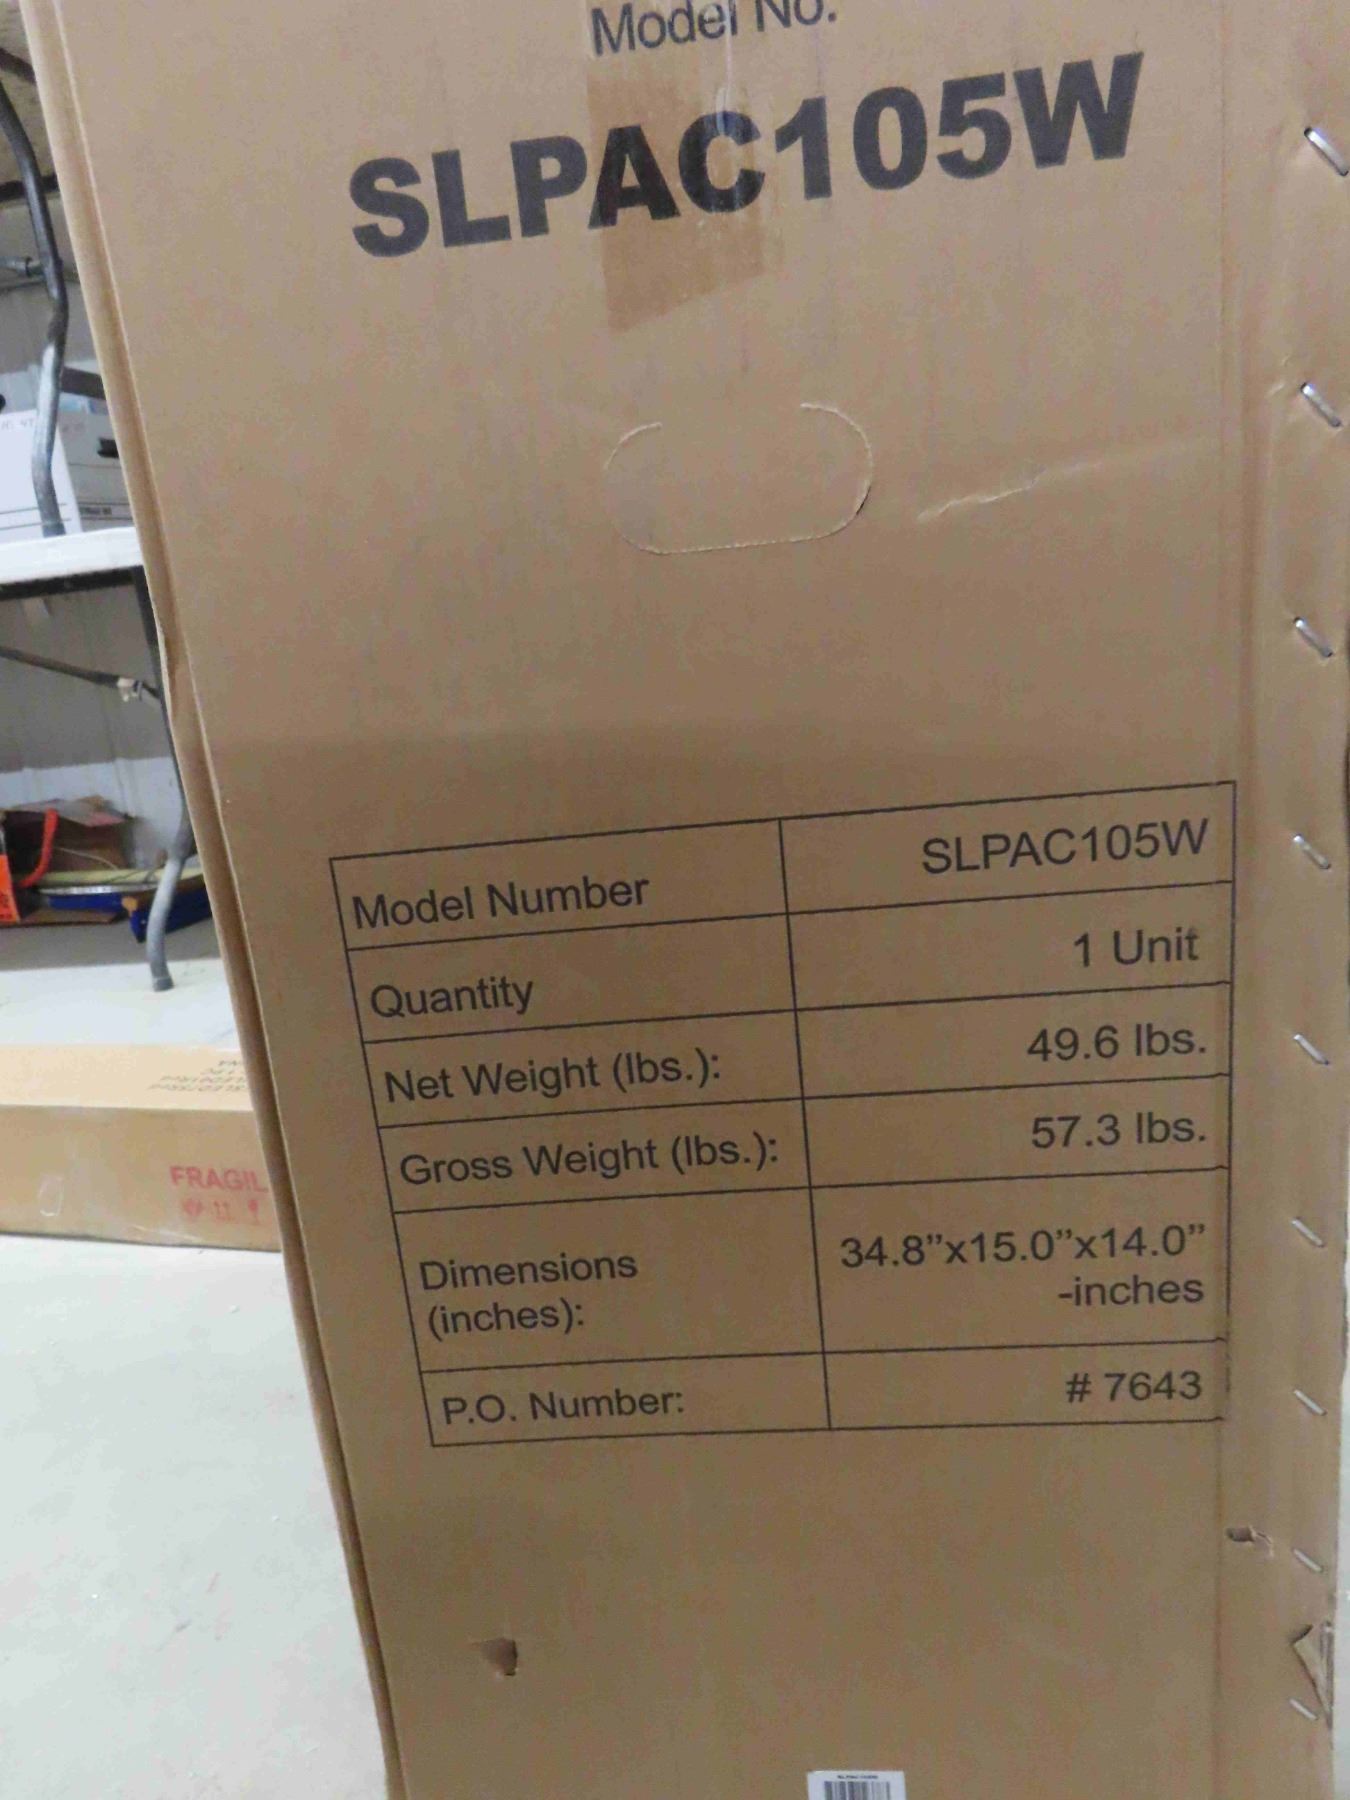 Model No.
SLPAC105W
Model Number SLPAC105W
Quantity 1 Unit
Net Weight (lbs.): 49.6 lbs.
Gross Weight (lbs.): 57.3 lbs.
Dimensions (inches): 34.8”x15.0”x14.0” -inches
P.O. Number: # 7643
FRAGIL